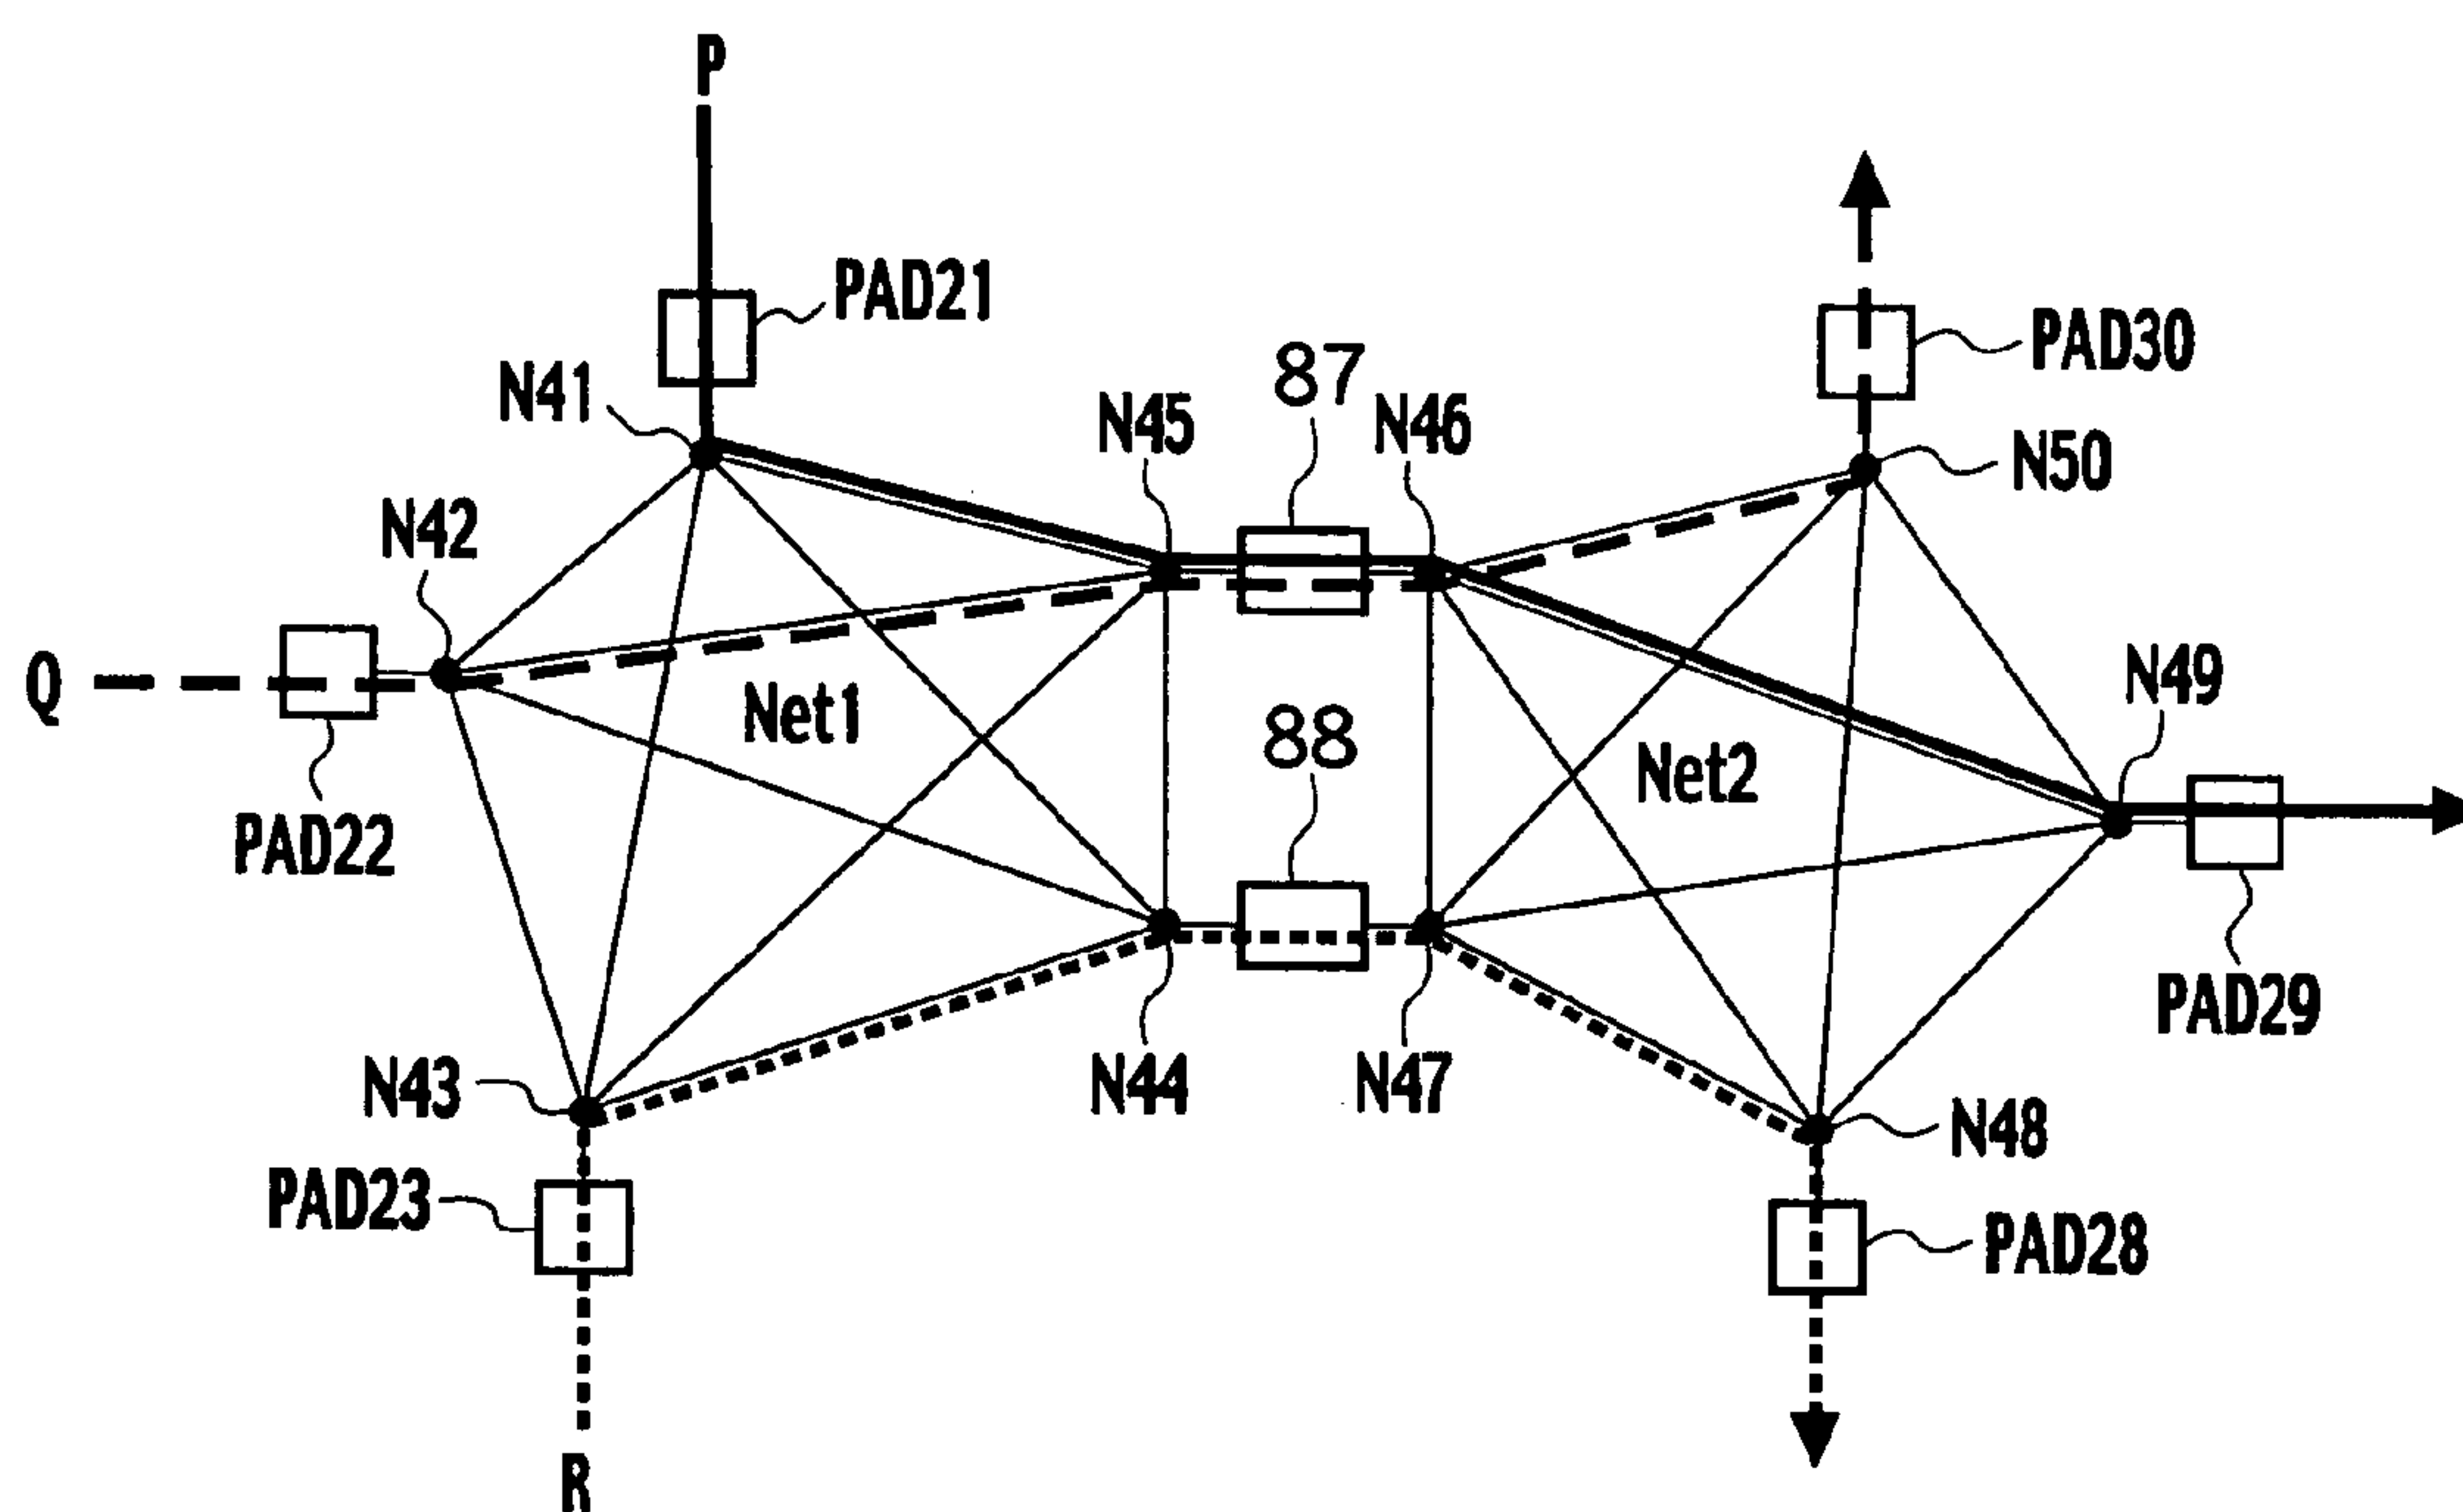 P
PAD21
PAD30
N41
N45
87
N46
N50
N42
Q
Net1
N49
88
Net2
PAD22
PAD29
N43
N44
N47
N48
PAD23
PAD28
R